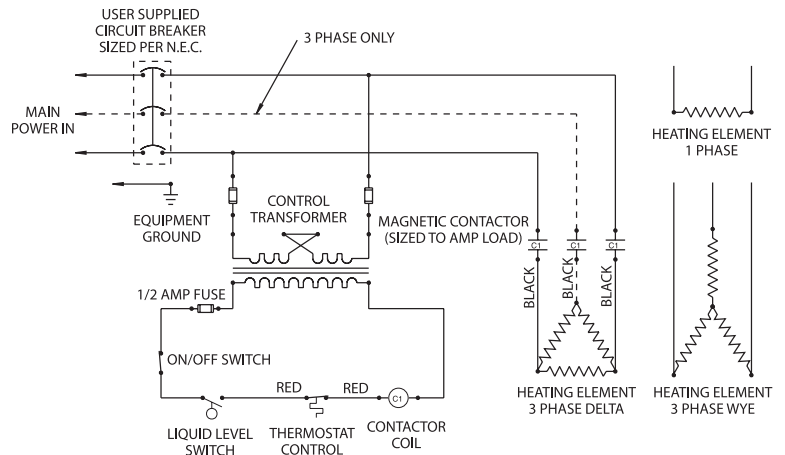 USER SUPPLIED
CIRCUIT BREAKER
SIZED PER N.E.C.
3 PHASE ONLY
MAIN
POWER IN
HEATING ELEMENT
1 PHASE
EQUIPMENT
GROUND
CONTROL
TRANSFORMER
MAGNETIC CONTACTOR
(SIZED TO AMP LOAD)
C1
C1
C1
BLACK
BLACK
BLACK
1/2 AMP FUSE
ON/OFF SWITCH
RED
RED
C1
LIQUID LEVEL
SWITCH
THERMOSTAT
CONTROL
CONTACTOR
COIL
HEATING ELEMENT
3 PHASE DELTA
HEATING ELEMENT
3 PHASE WYE